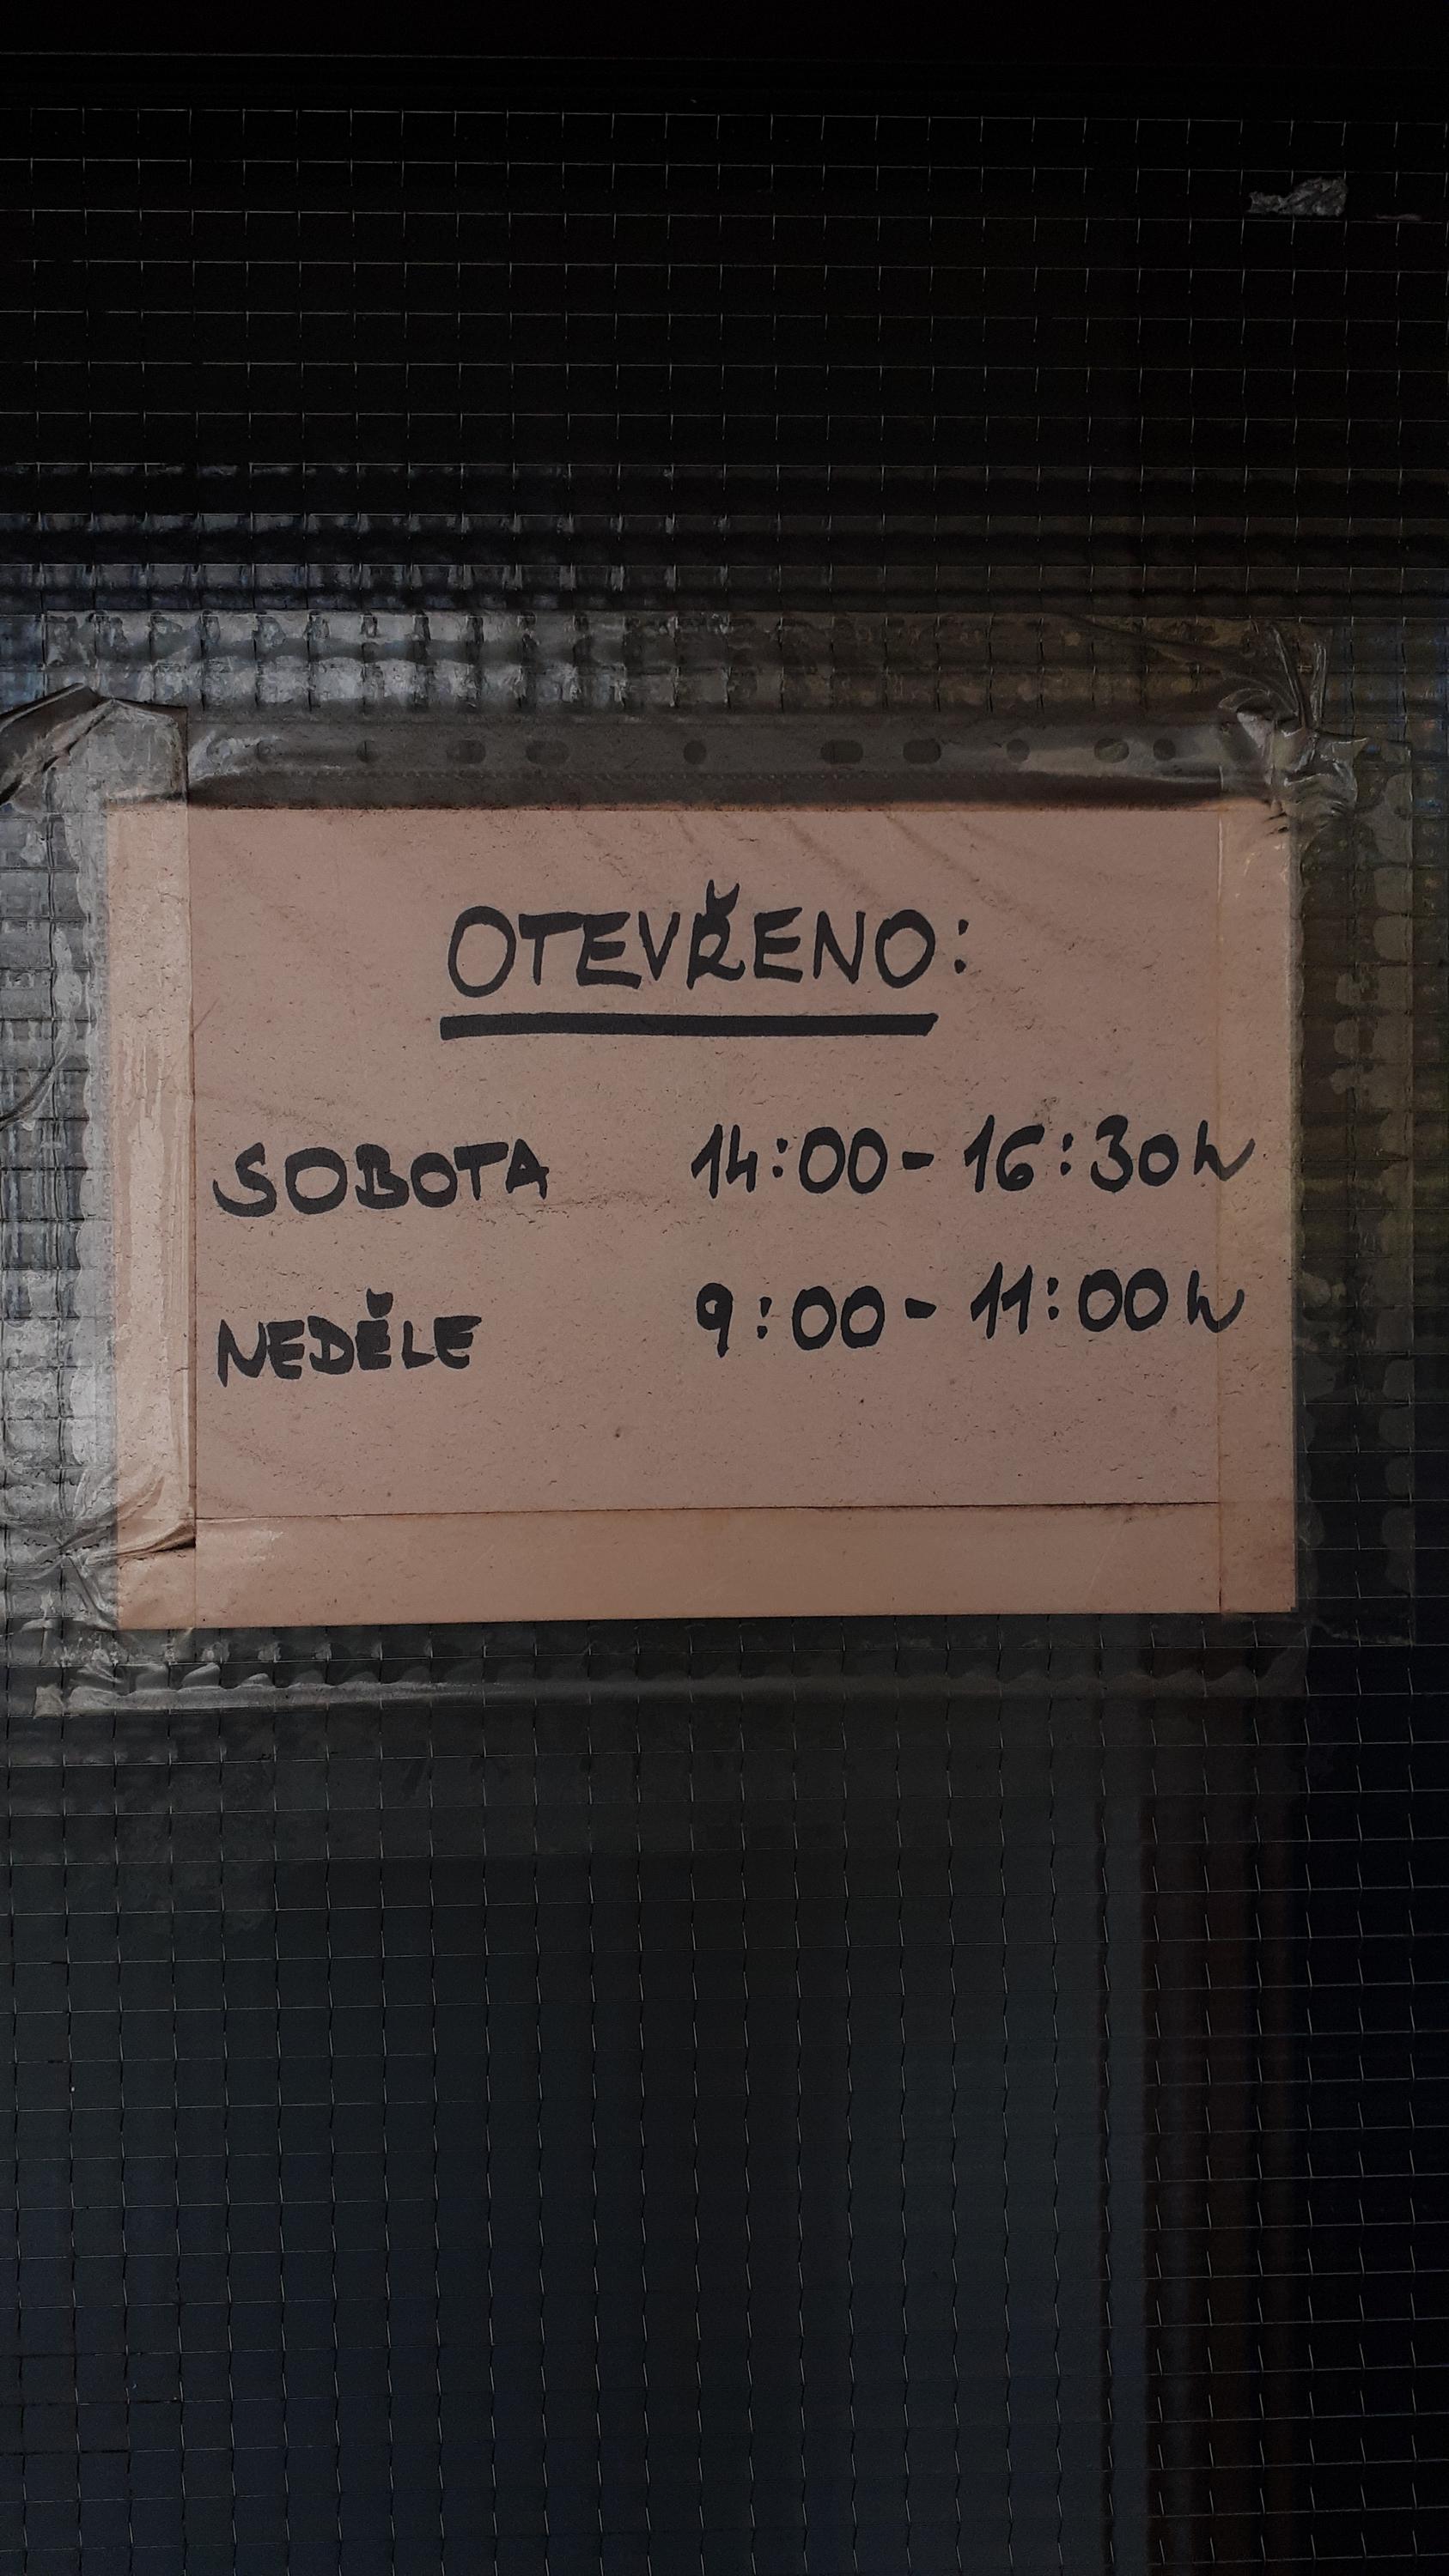 OTEVŘENO:
SOBOTA 14:00 - 16:30 h
NEDĚLE 9:00 - 11:00 h